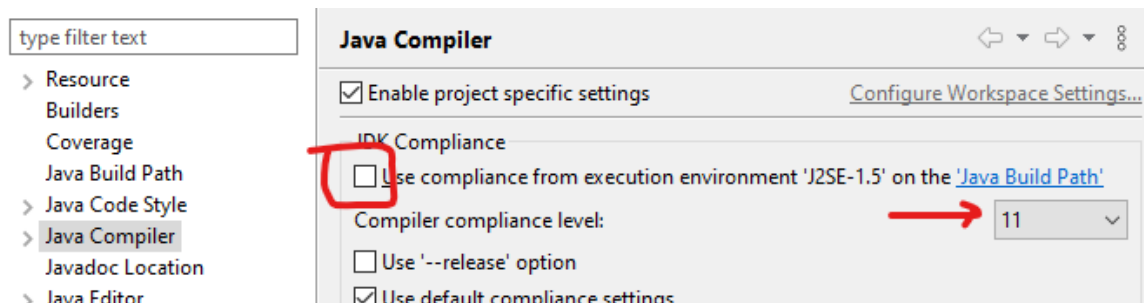 type filter text
Resource
Builders
Coverage
Java Build Path
Java Code Style
Java Compiler
Javadoc Location
Java Editor
Java Compiler
Enable project specific settings
Configure Workspace Settings...
JDK Compliance
Use compliance from execution environment 'J2SE-1.5' on the 'Java Build Path'
Compiler compliance level:
11
Use '--release' option
Use default compliance settings